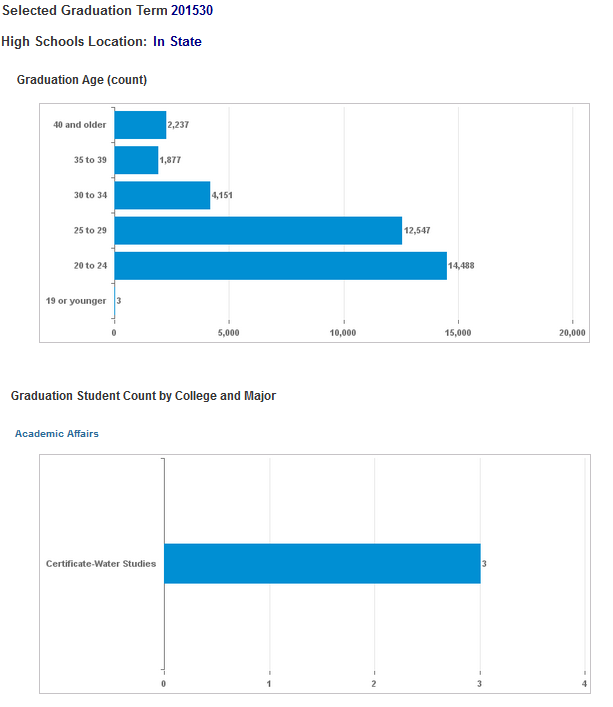 Selected Graduation Term 201530
High Schools Location: In State
Graduation Age (count)
40 and older 2,237
35 to 39 1,877
30 to 34 4,151
25 to 29 12,547
20 to 24 14,488
19 or younger 3
0 5,000 10,000 15,000 20,000
Graduation Student Count by College and Major
Academic Affairs
Certificate-Water Studies 3
0 1 2 3 4